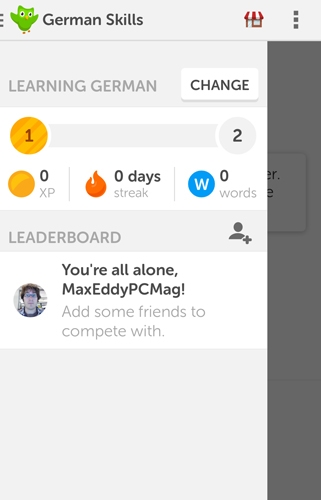 German Skills
LEARNING GERMAN
CHANGE
1
2
0
XP
0 days
streak
W
0
words
er.
e
LEADERBOARD
You're all alone,
MaxEddyPCMag!
Add some friends to
compete with.